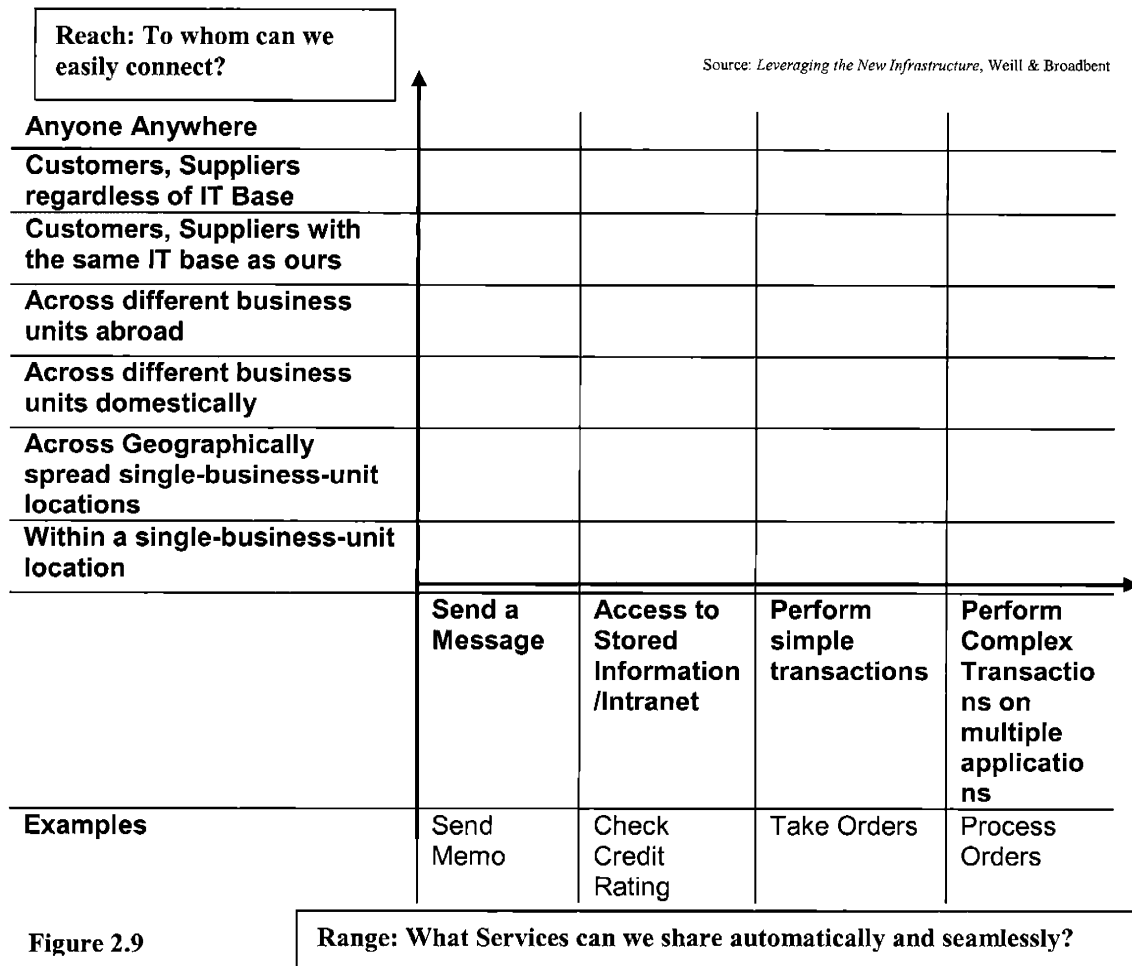 Reach: To whom can we
easily connect?
Source: Leveraging the New Infrastructure, Weill & Broadbent
Anyone Anywhere
Customers, Suppliers
regardless of IT Base
Customers, Suppliers with
the same IT base as ours
Across different business
units abroad
Across different business
units domestically
Across Geographically
spread single-business-unit
locations
Within a single-business-unit
location
Send a
Message
Access to
Stored
Information
/Intranet
Perform
simple
transactions
Perform
Complex
Transactio
ns on
multiple
applicatio
ns
Examples
Send
Memo
Check
Credit
Rating
Take Orders
Process
Orders
Figure 2.9
Range: What Services can we share automatically and seamlessly?